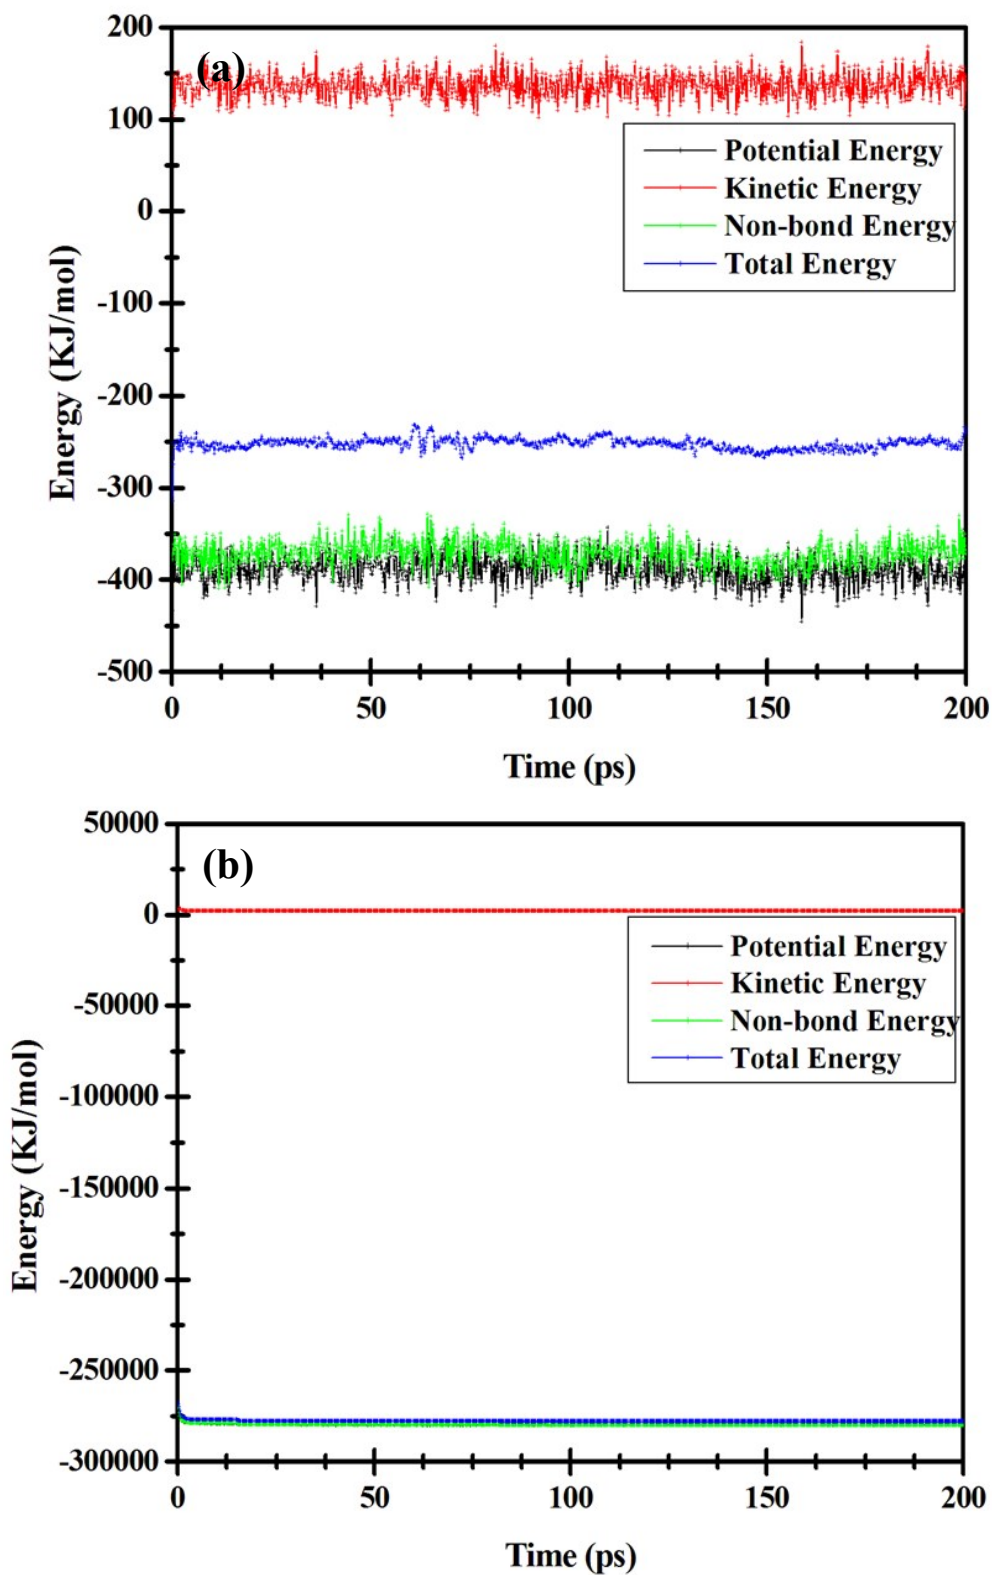 200
(a)
100
Potential Energy
Kinetic Energy
0
Non-bond Energy
Total Energy
-100
Energy (KJ/mol)
-200
-300
-400
-500
0 50 100 150 200
Time (ps)
50000
(b)
0
Potential Energy
Kinetic Energy
-50000
Non-bond Energy
Total Energy
-100000
Energy (KJ/mol)
-150000
-200000
-250000
-300000
0 50 100 150 200
Time (ps)